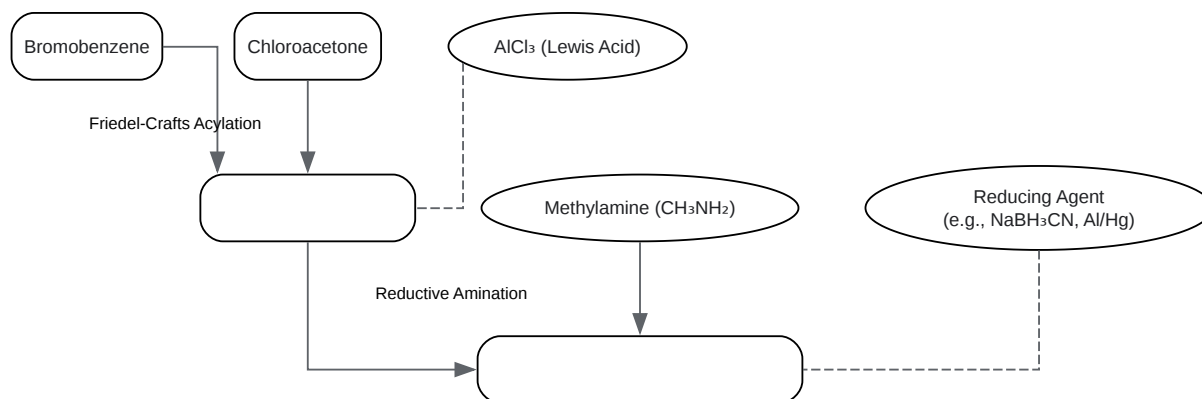 Bromobenzene
Chloroacetone
AlCl₃ (Lewis Acid)
Friedel-Crafts Acylation
Methylamine (CH₃NH₂)
Reducing Agent
(e.g., NaBH₃CN, Al/Hg)
Reductive Amination